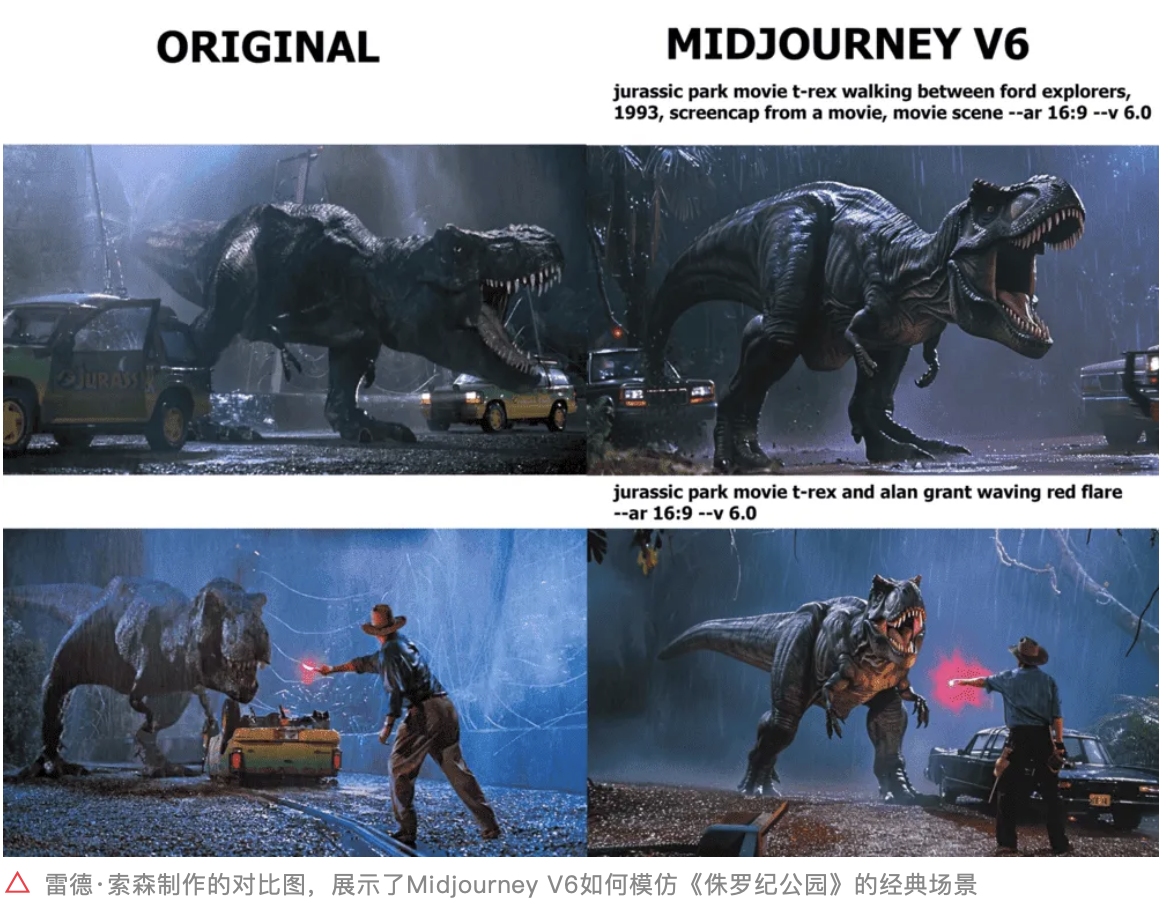 ORIGINAL
MIDJOURNEY V6
jurassic park movie t-rex walking between ford explorers,
1993, screencap from a movie, movie scene --ar 16:9 --v 6.0
JURASS
jurassic park movie t-rex and alan grant waving red flare
--ar 16:9 --v 6.0
雷德·索森制作的对比图，展示了Midjourney V6如何模仿《侏罗纪公园》的经典场景